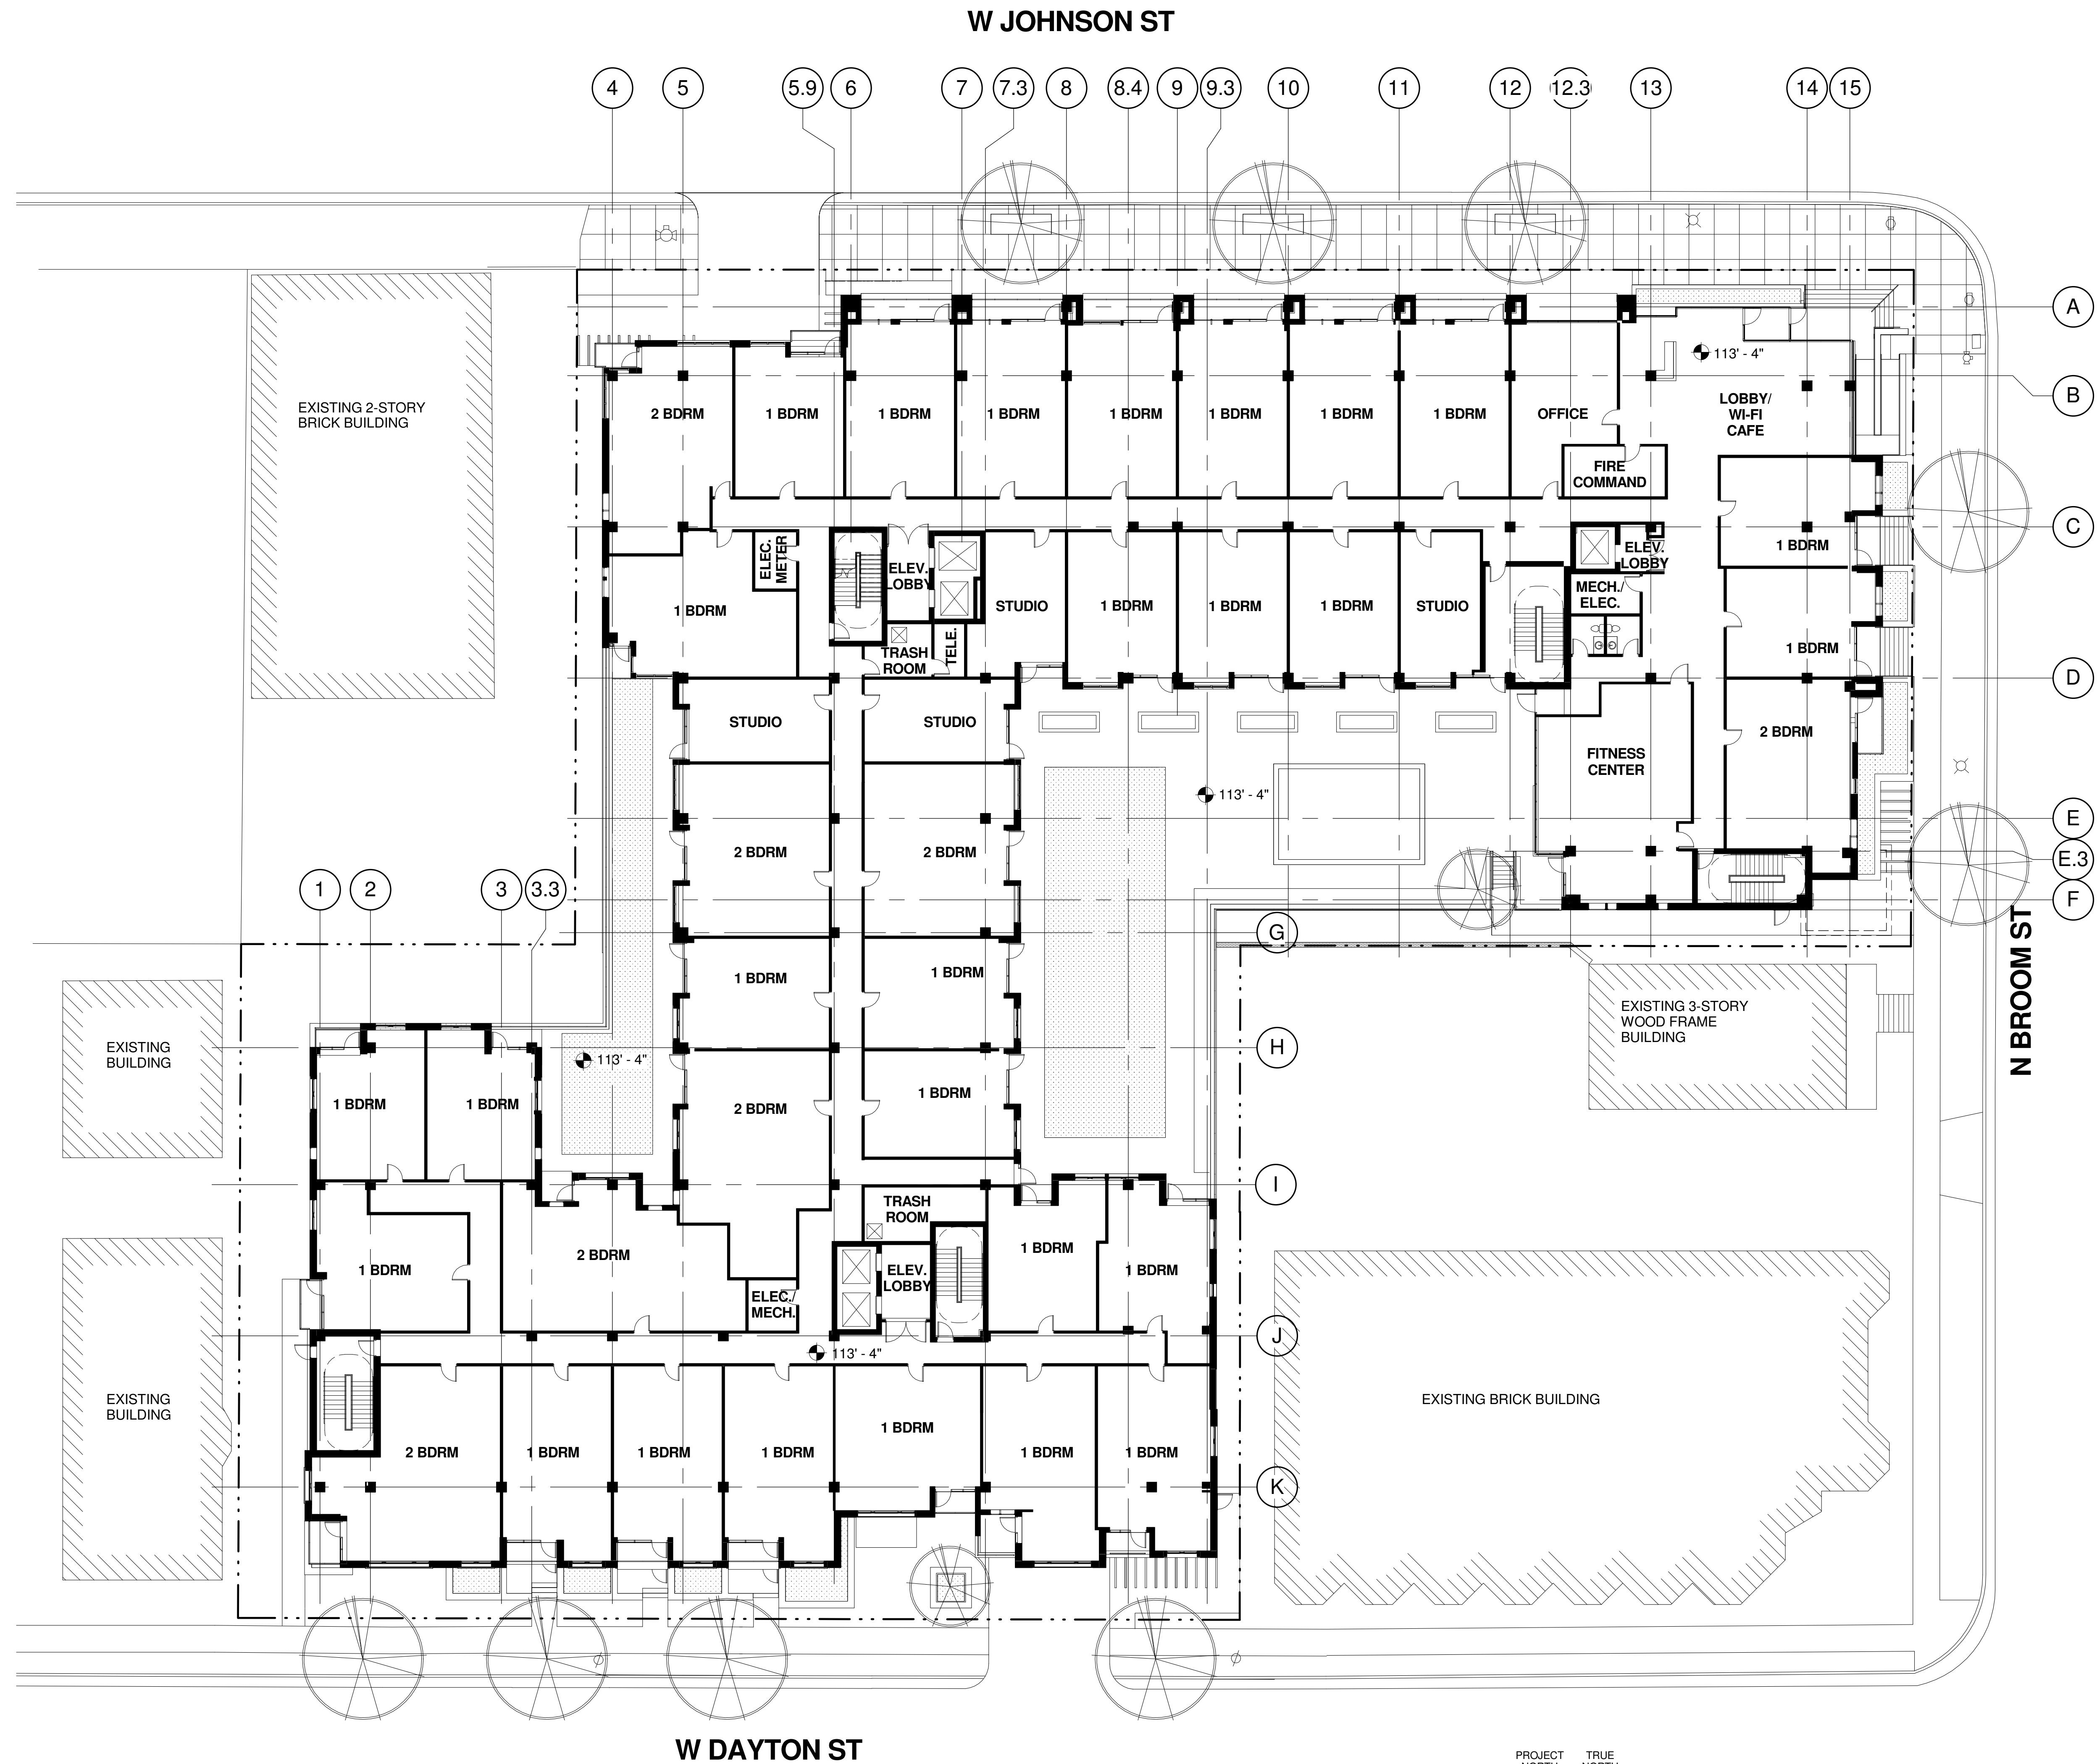 W JOHNSON ST
4 5 5.9 6 7 7.3 8 8.4 9 9.3 10 11 12 12.3 13 14 15
A
113' - 4"
B
EXISTING 2-STORY
BRICK BUILDING
2 BDRM 1 BDRM 1 BDRM 1 BDRM 1 BDRM 1 BDRM 1 BDRM 1 BDRM OFFICE
LOBBY/
WI-FI
CAFE
FIRE
COMMAND
C
ELEC.
METER
ELEV.
LOBBY
ELEV.
LOBBY
1 BDRM
MECH./
ELEC.
1 BDRM
STUDIO 1 BDRM 1 BDRM 1 BDRM STUDIO
TRASH
ROOM
TELE.
1 BDRM
D
STUDIO STUDIO
2 BDRM
FITNESS
CENTER
113' - 4"
E
2 BDRM 2 BDRM
E.3
1 2 3 3.3
F
G
1 BDRM 1 BDRM
N BROOM ST
EXISTING 3-STORY
WOOD FRAME
BUILDING
EXISTING
BUILDING
H
113' - 4"
1 BDRM 1 BDRM 2 BDRM 1 BDRM
I
TRASH
ROOM
1 BDRM 2 BDRM 1 BDRM 1 BDRM
ELEV.
LOBBY
ELEC./
MECH.
J
113' - 4"
EXISTING
BUILDING
EXISTING BRICK BUILDING
1 BDRM
2 BDRM 1 BDRM 1 BDRM 1 BDRM 1 BDRM 1 BDRM
K
W DAYTON ST
PROJECT TRUE